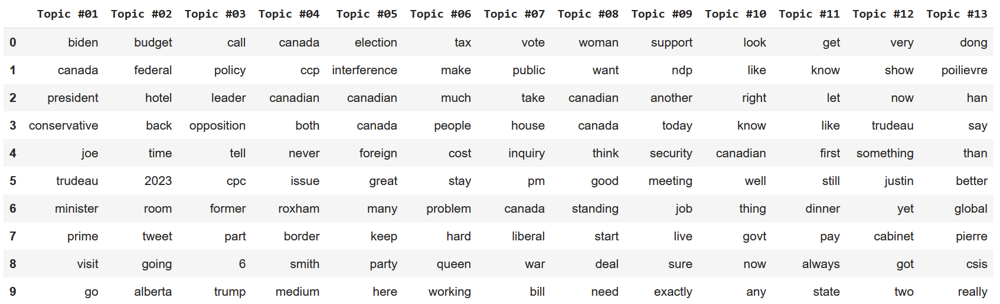 Topic #01 Topic #02 Topic #03 Topic #04 Topic #05 Topic #06 Topic #07 Topic #08 Topic #09 Topic #10 Topic #11 Topic #12 Topic #13
0 biden budget call canada election tax vote woman support look get very dong
1 canada federal policy ccp interference make public want ndp like know show poilievre
2 president hotel leader canadian canadian much take canadian another right let now han
3 conservative back opposition both canada people house canada today know like trudeau say
4 joe time tell never foreign cost inquiry think security canadian first something than
5 trudeau 2023 cpc issue great stay pm good meeting well still justin better
6 minister room former roxham many problem canada standing job thing dinner yet global
7 prime tweet part border keep hard liberal start live govt pay cabinet pierre
8 visit going 6 smith party queen war deal sure now always got csis
9 go alberta trump medium here working bill need exactly any state two really